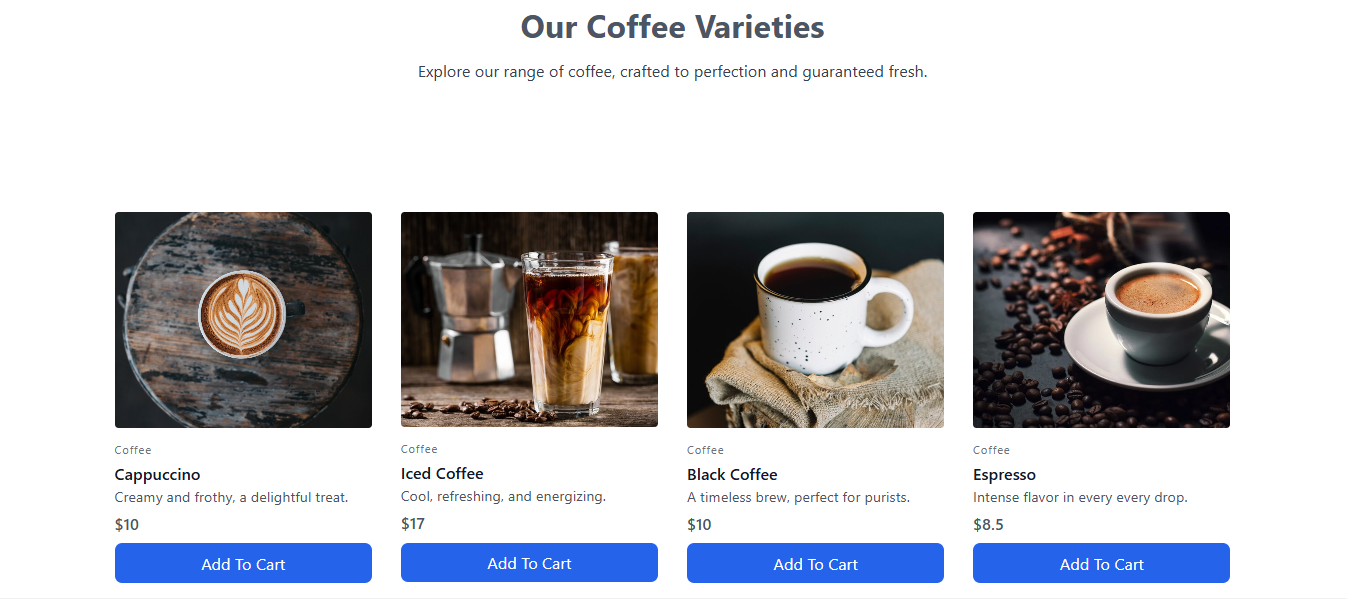 Our Coffee Varieties
Explore our range of coffee, crafted to perfection and guaranteed fresh.
Coffee
Cappuccino
Creamy and frothy, a delightful treat.
$10
Add To Cart
Coffee
Iced Coffee
Cool, refreshing, and energizing.
$17
Add To Cart
Coffee
Black Coffee
A timeless brew, perfect for purists.
$10
Add To Cart
Coffee
Espresso
Intense flavor in every every drop.
$8.5
Add To Cart